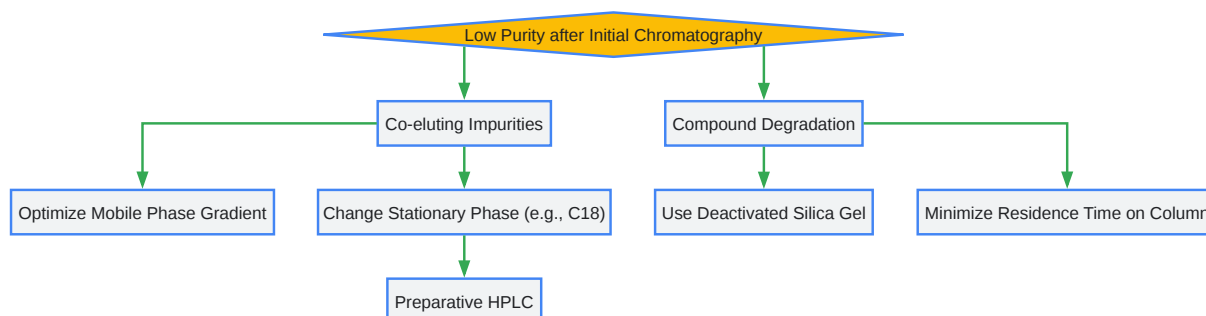 Low Purity after Initial Chromatography
Co-eluting Impurities
Compound Degradation
Optimize Mobile Phase Gradient
Change Stationary Phase (e.g., C18)
Use Deactivated Silica Gel
Minimize Residence Time on Column
Preparative HPLC